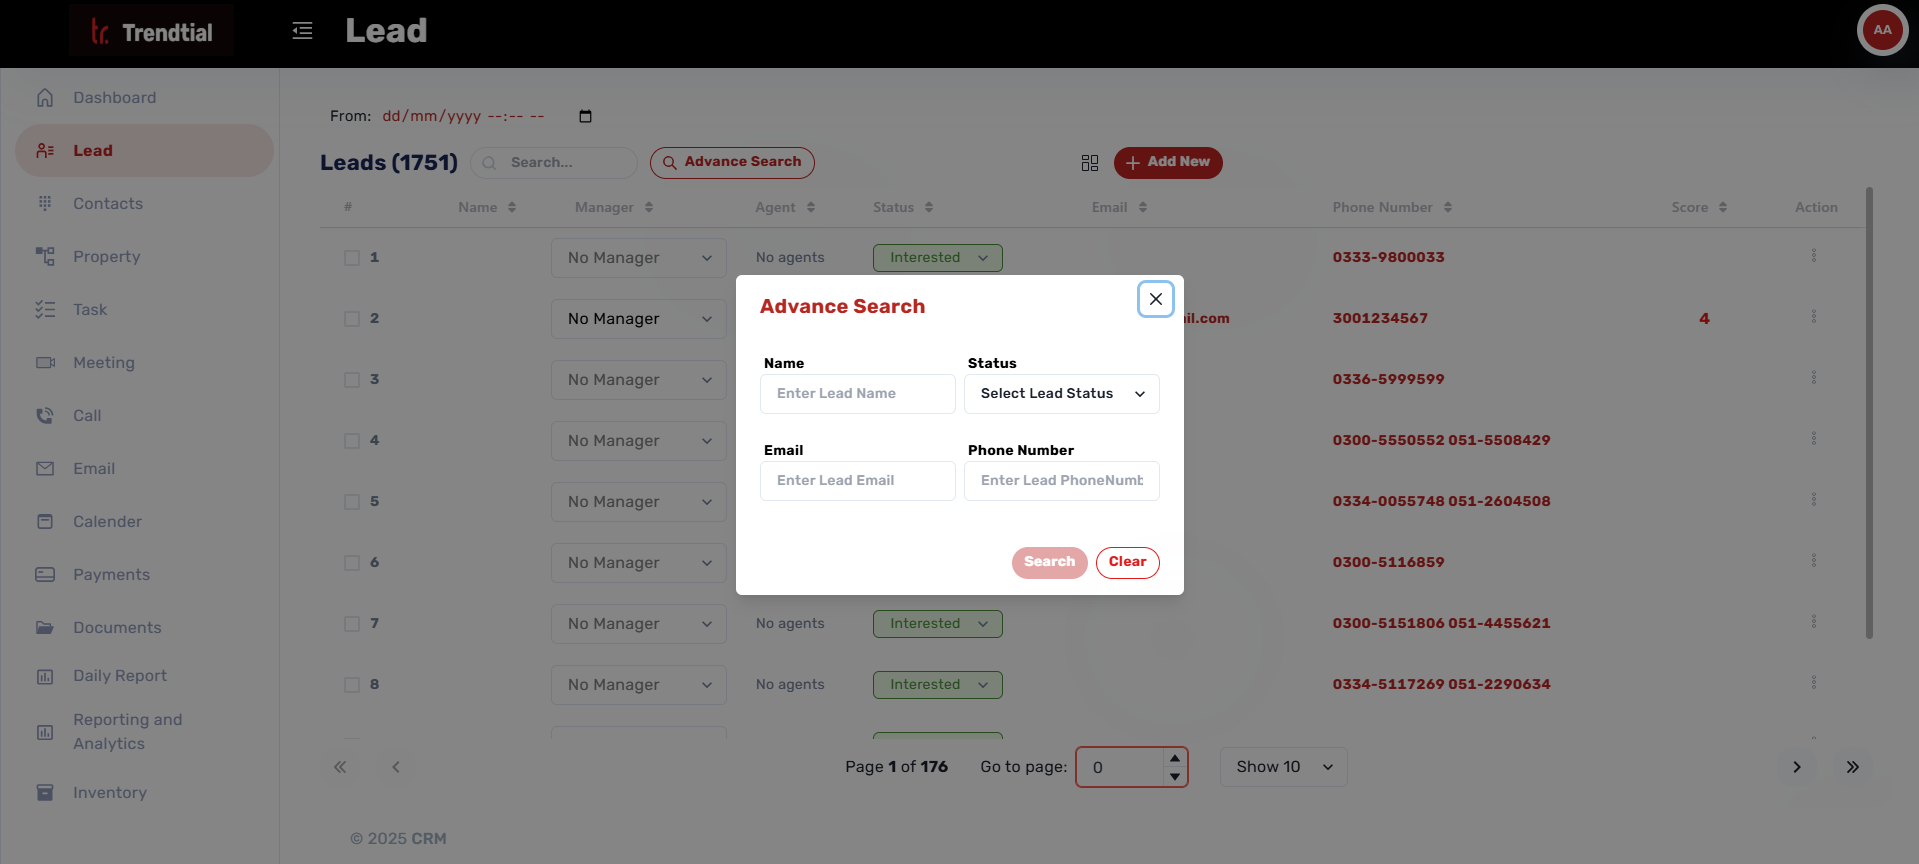 tr. Trendtial
Lead
AA
Dashboard
Lead
Contacts
Property
Task
Meeting
Call
Email
Calender
Payments
Documents
Daily Report
Reporting and
Analytics
Inventory
From: dd/mm/yyyy --:-- --
Leads (1751)
Search...
Advance Search
Add New
# Name Manager Agent Status Email Phone Number Score Action
1 No Manager No agents Interested 0333-9800033
2 No Manager il.com 3001234567 4
3 No Manager 0336-5999599
4 No Manager 0300-5550552 051-5508429
5 No Manager 0334-0055748 051-2604508
6 No Manager 0300-5116859
7 No Manager No agents Interested 0300-5151806 051-4455621
8 No Manager No agents Interested 0334-5117269 051-2290634
Advance Search
Name Status
Enter Lead Name Select Lead Status
Email Phone Number
Enter Lead Email Enter Lead PhoneNumb
Search Clear
Page 1 of 176 Go to page: 0 Show 10
© 2025 CRM